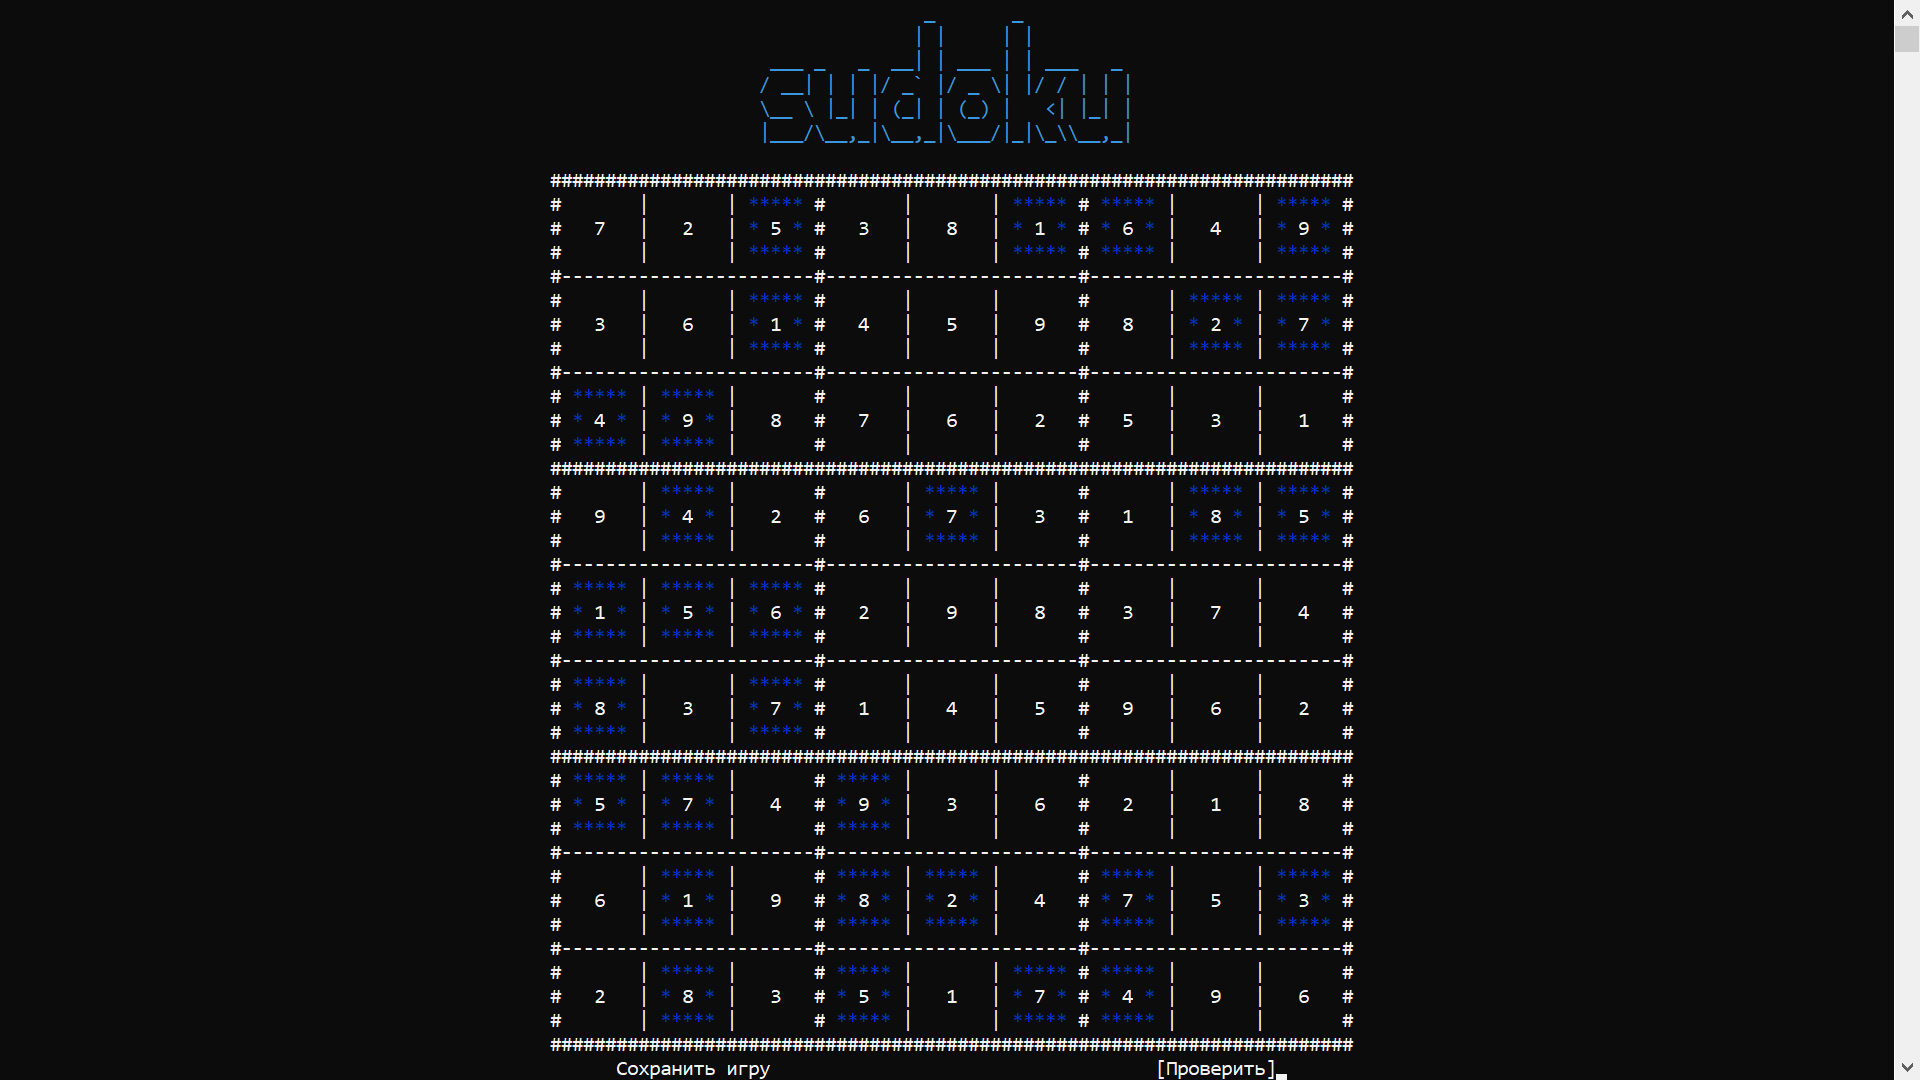 sudoku
7 2 5 3 8 1 6 4 9
3 6 1 4 5 9 8 2 7
4 9 8 7 6 2 5 3 1
9 4 2 6 7 3 1 8 5
1 5 6 2 9 8 3 7 4
8 3 7 1 4 5 9 6 2
5 7 4 9 3 6 2 1 8
6 1 9 8 2 4 7 5 3
2 8 3 5 1 7 4 9 6
Сохранить игру [Проверить]